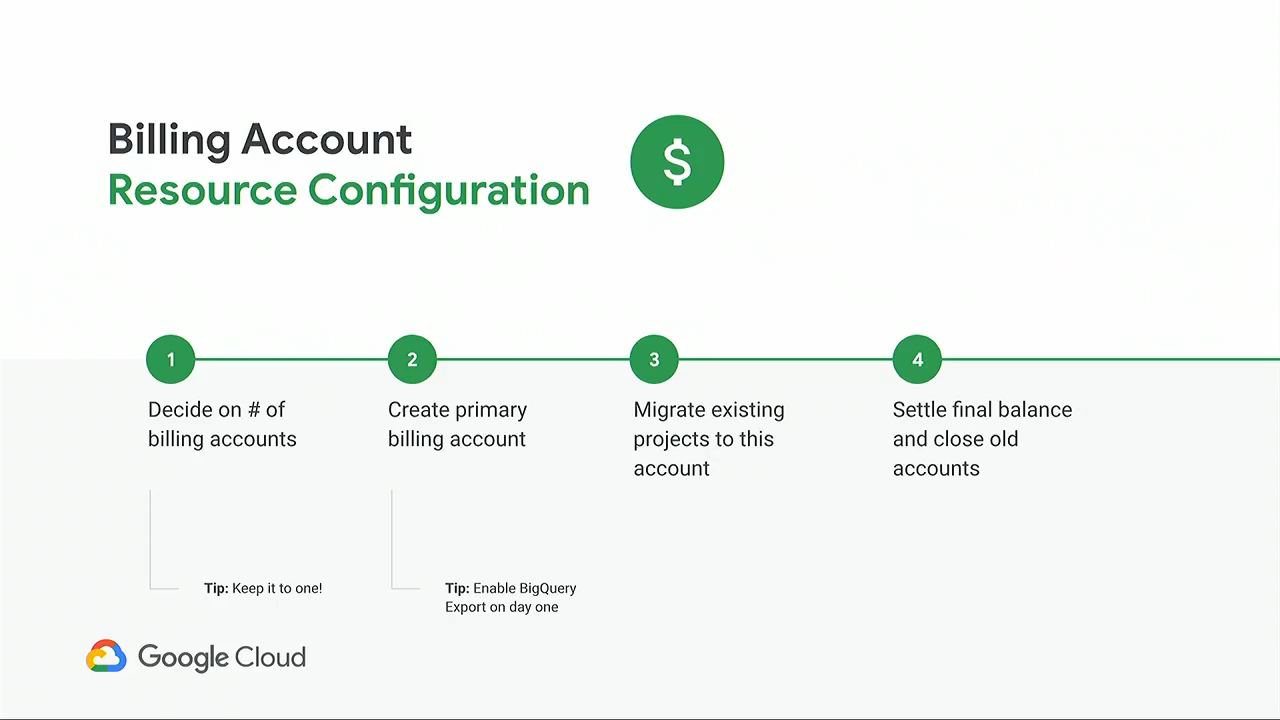 Billing Account
Resource Configuration
$
1
2
3
4
Decide on # of
billing accounts
Create primary
billing account
Migrate existing
projects to this
account
Settle final balance
and close old
accounts
Tip: Keep it to one!
Tip: Enable BigQuery
Export on day one
Google Cloud